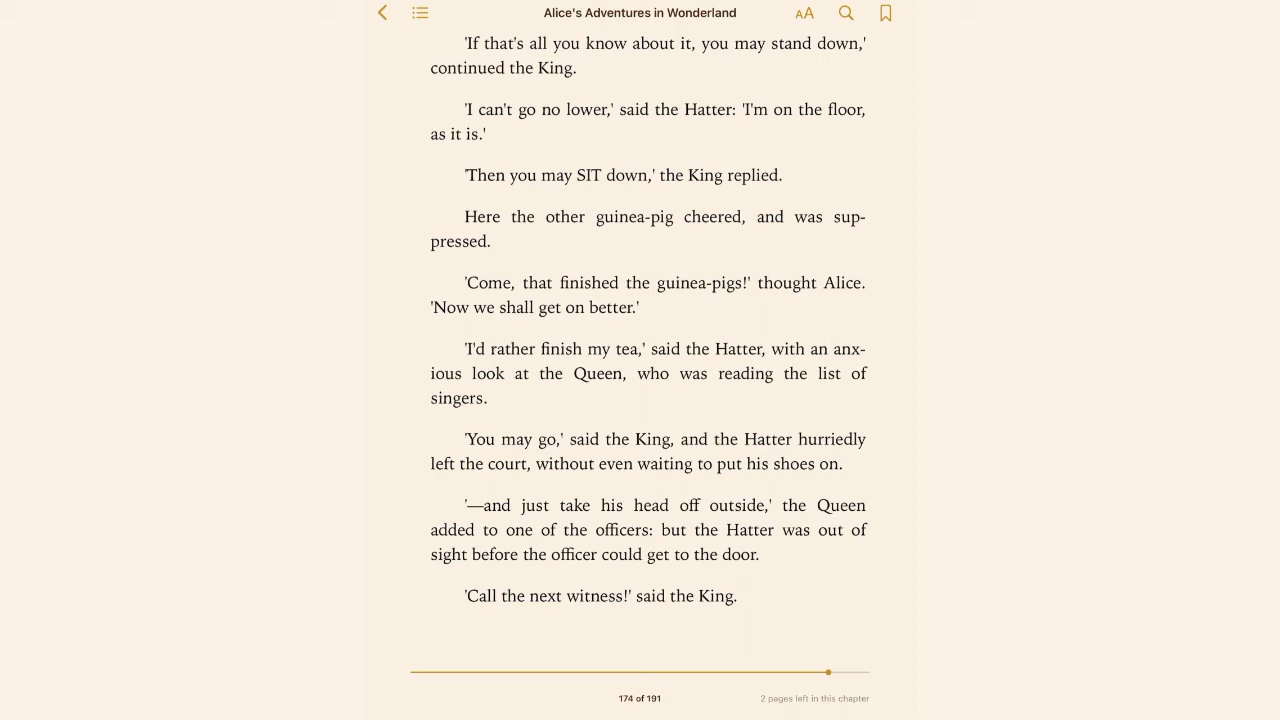 Alice's Adventures in Wonderland
AA
'If that's all you know about it, you may stand down,'
continued the King.
'I can't go no lower,' said the Hatter: 'I'm on the floor,
as it is.'
'Then you may SIT down,' the King replied.
Here the other guinea-pig cheered, and was sup-
pressed.
'Come, that finished the guinea-pigs!' thought Alice.
'Now we shall get on better.'
'I'd rather finish my tea,' said the Hatter, with an anx-
ious look at the Queen, who was reading the list of
singers.
'You may go,' said the King, and the Hatter hurriedly
left the court, without even waiting to put his shoes on.
'—and just take his head off outside,' the Queen
added to one of the officers: but the Hatter was out of
sight before the officer could get to the door.
'Call the next witness!' said the King.
174 of 191
2 pages left in this chapter